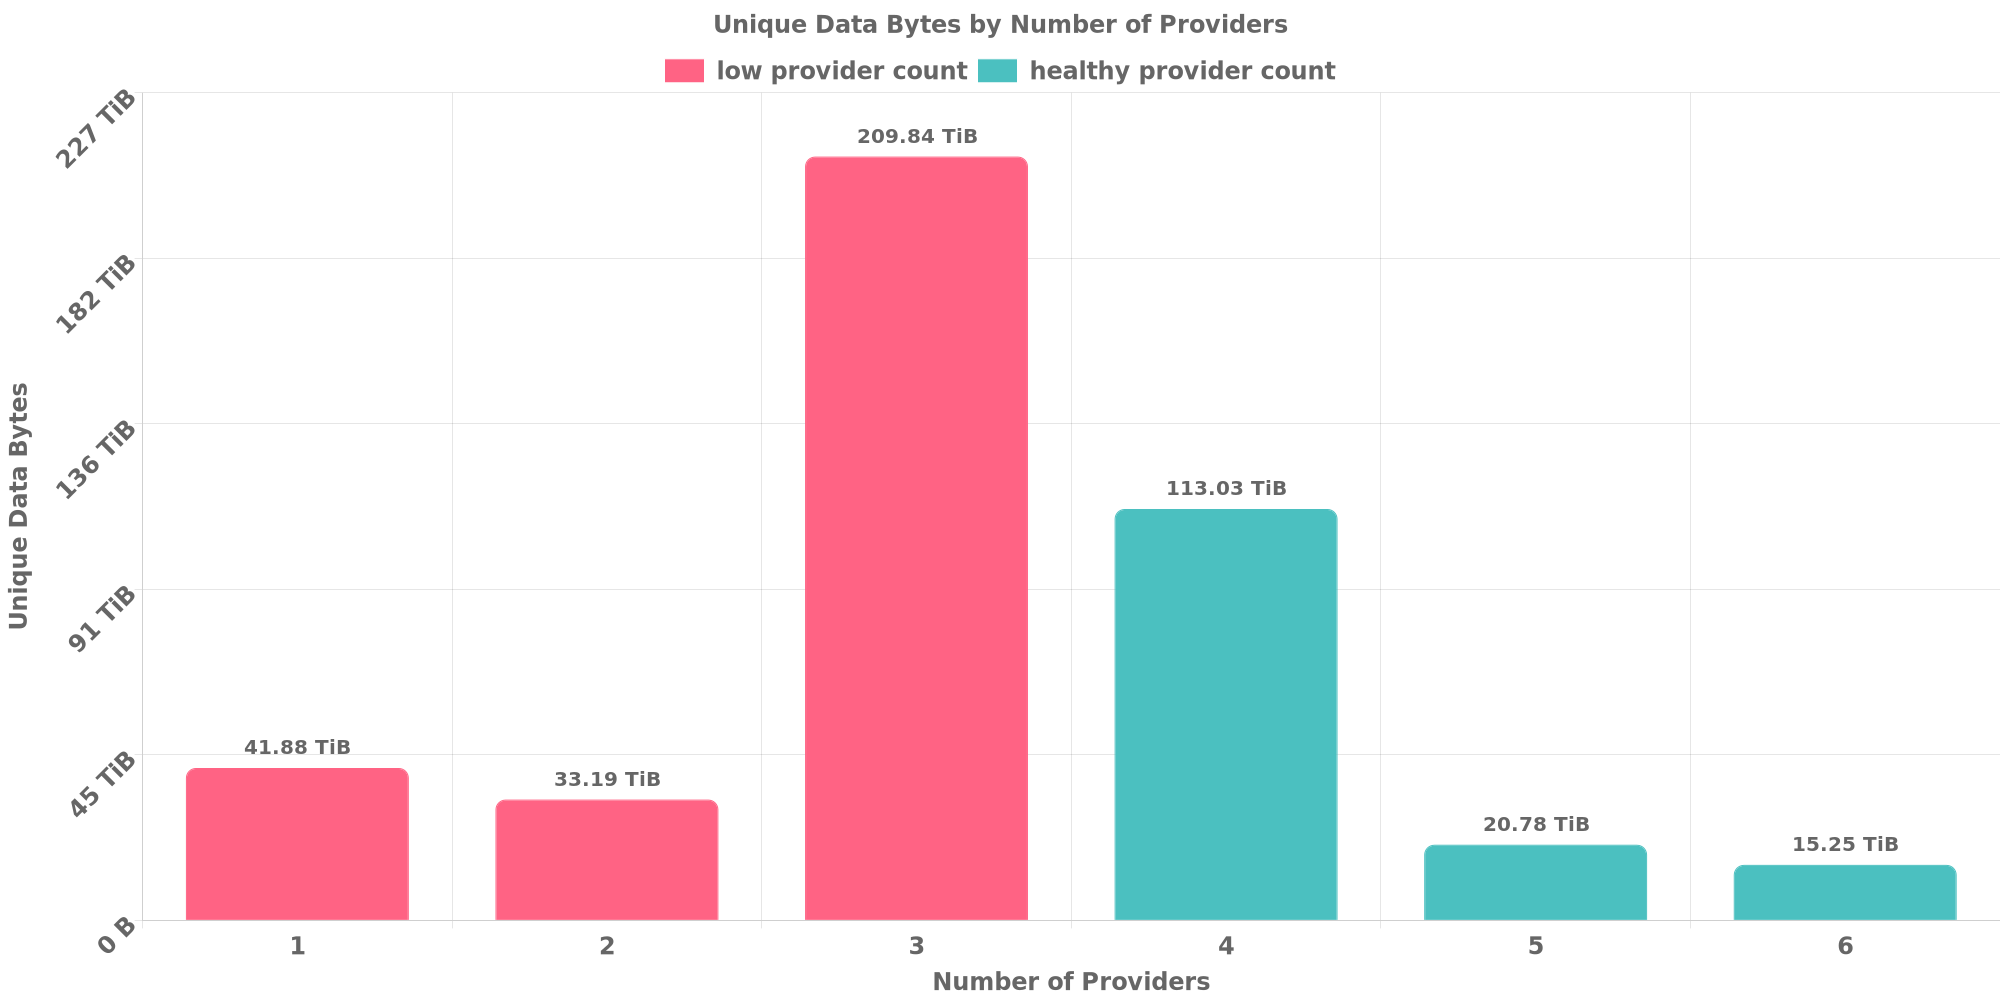 Unique Data Bytes by Number of Providers
low provider count healthy provider count
227 TiB
182 TiB
136 TiB
91 TiB
45 TiB
0 B
Unique Data Bytes
41.88 TiB
33.19 TiB
209.84 TiB
113.03 TiB
20.78 TiB
15.25 TiB
1 2 3 4 5 6
Number of Providers